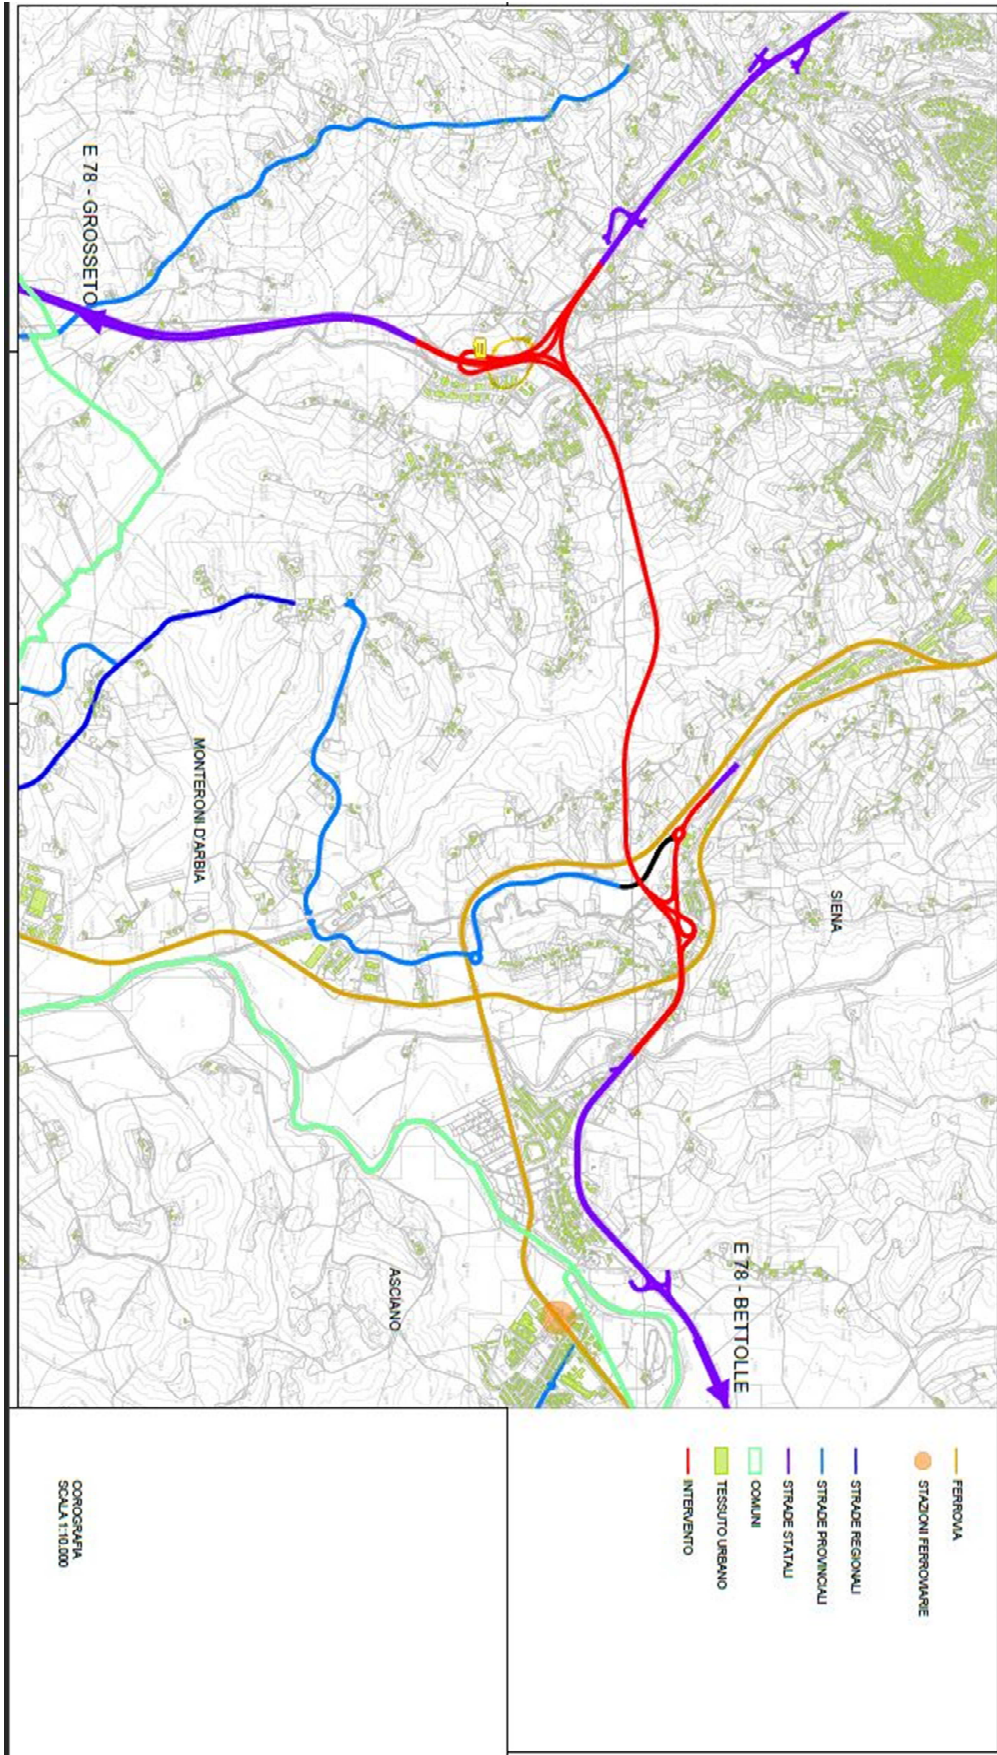 E 78 - GROSSETO
MONTERONI D'ARBIA
SIENA
ASCIANO
E 78 - BETTOLLE
FERROVIA
STAZIONI FERROVIARIE
STRADE REGIONALI
STRADE PROVINCIALI
STRADE STATALI
COMUNI
TESSUTO URBANO
INTERVENTO
COROGRAFIA
SCALA 1:10.000